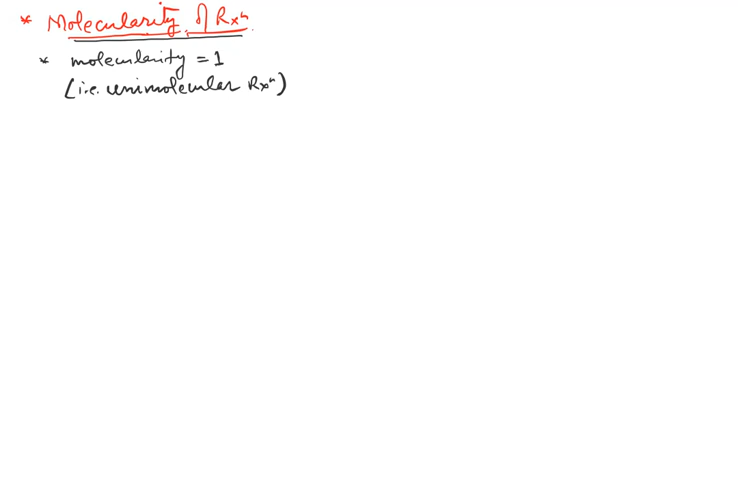 * Molecularity of Rxⁿ.
* molecularity = 1
(i.e. unimolecular Rxⁿ)